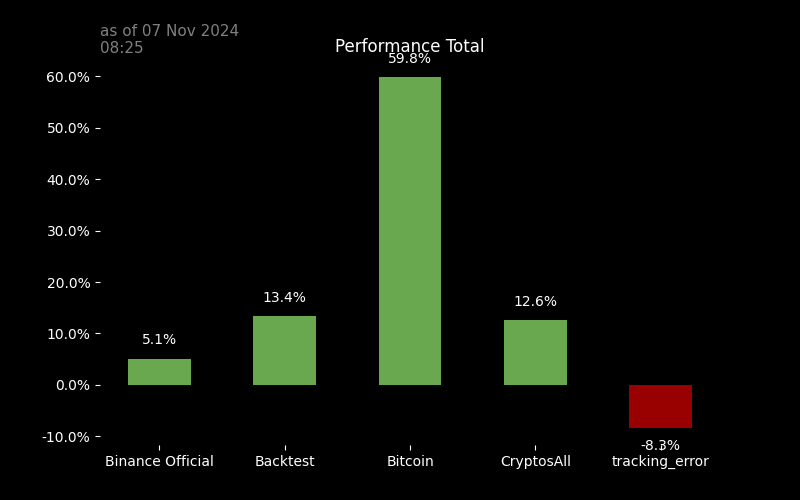 as of 07 Nov 2024
08:25
Performance Total
59.8%
60.0%
50.0%
40.0%
30.0%
20.0%
13.4%
12.6%
10.0%
5.1%
0.0%
-10.0%
-8.3%
Binance Official
Backtest
Bitcoin
CryptosAll
tracking_error